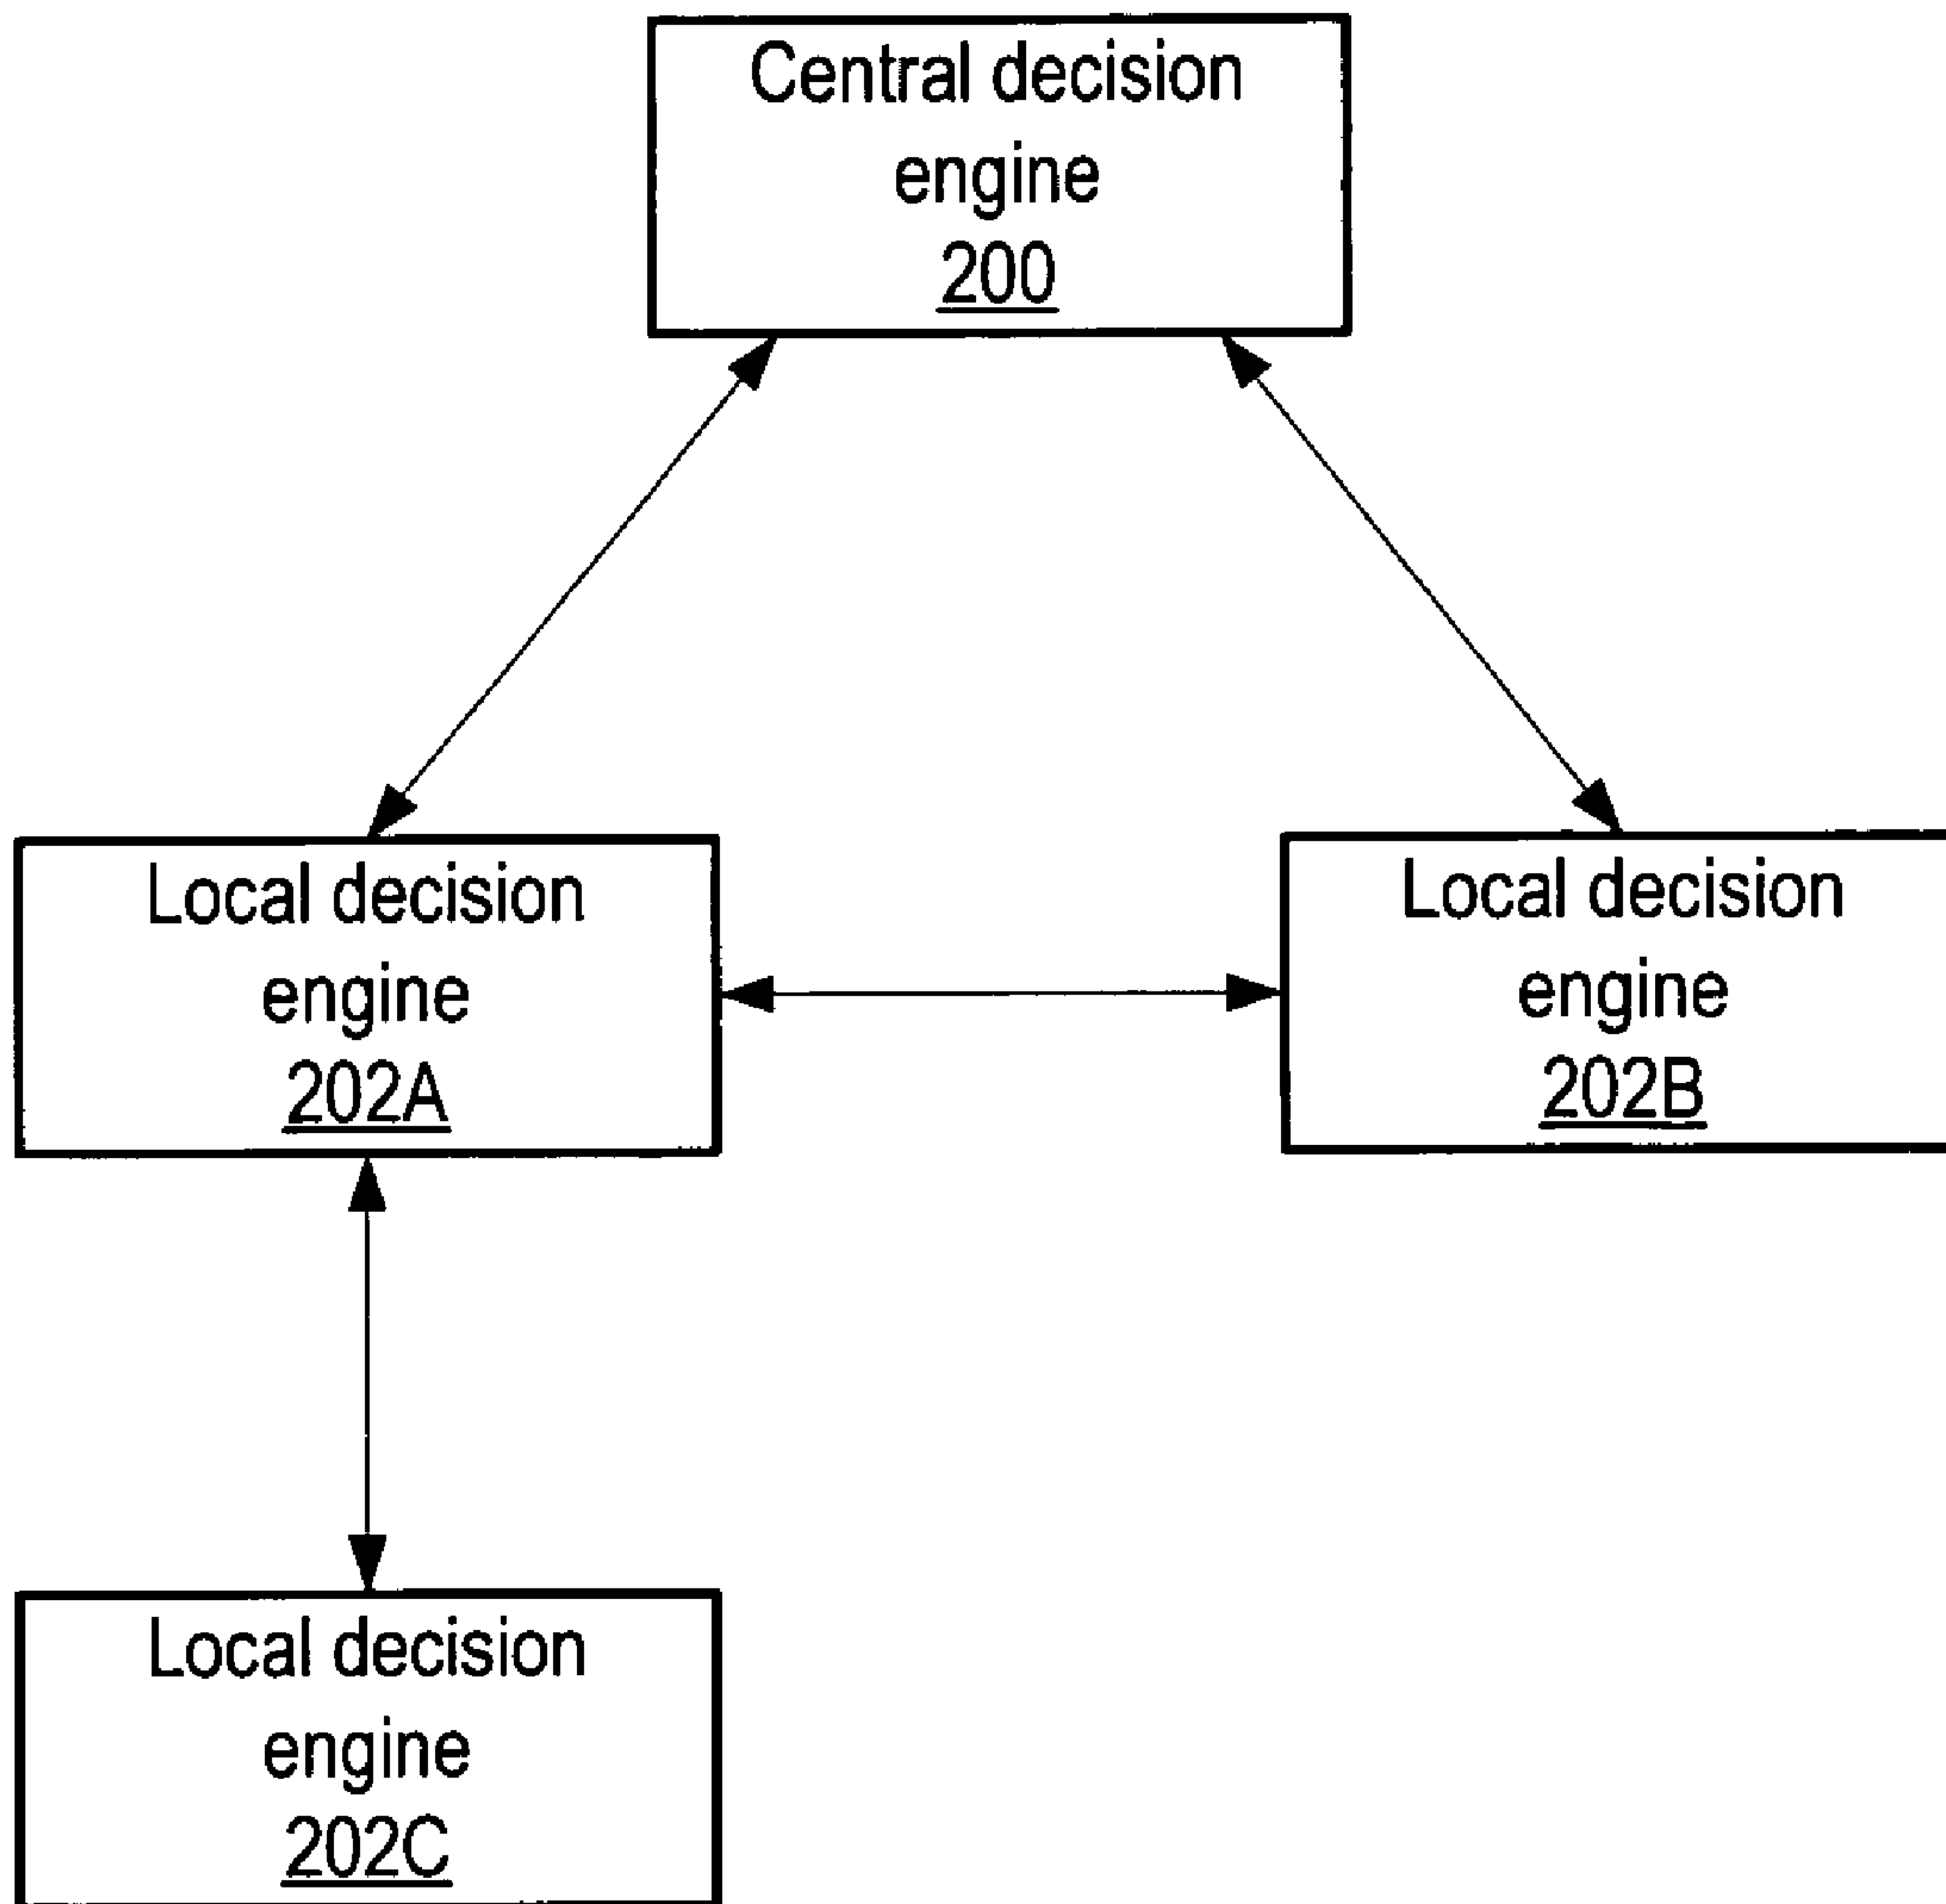 Central decision
engine
200
Local decision
engine
202A
Local decision
engine
202B
Local decision
engine
202C